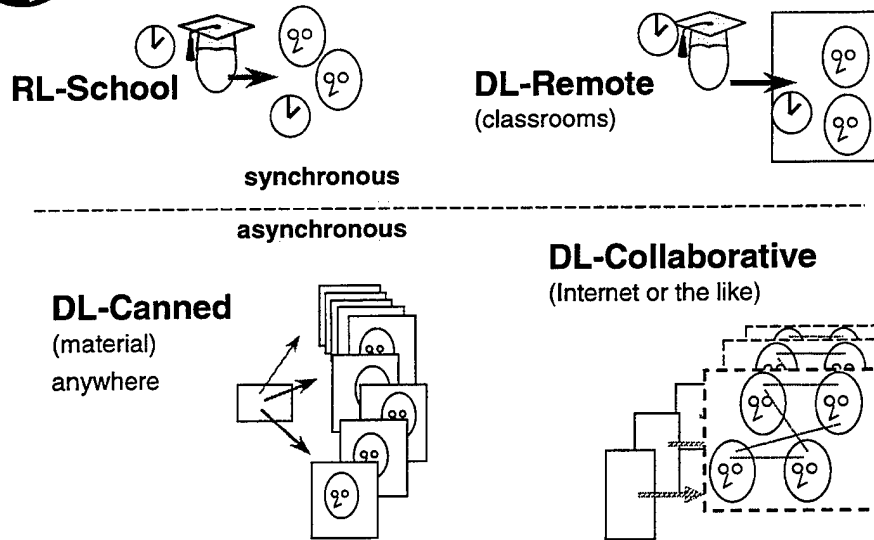 RL-School
DL-Remote
(classrooms)
synchronous
asynchronous
DL-Collaborative
(Internet or the like)
DL-Canned
(material)
anywhere